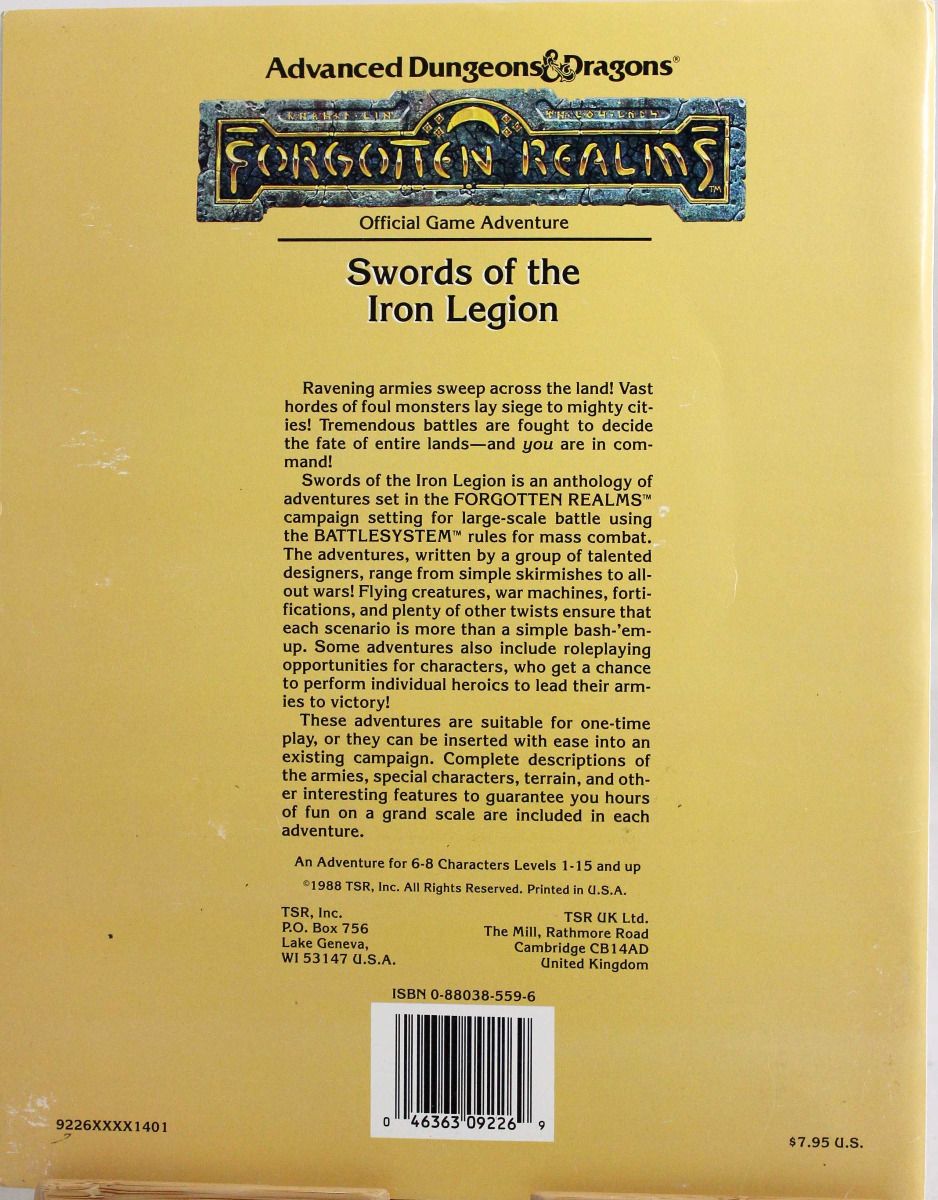 Advanced Dungeons&Dragons®
FORGOTTEN REALMS™
Official Game Adventure
Swords of the
Iron Legion
Ravening armies sweep across the land! Vast
hordes of foul monsters lay siege to mighty cit-
ies! Tremendous battles are fought to decide
the fate of entire lands—and you are in com-
mand!
Swords of the Iron Legion is an anthology of
adventures set in the FORGOTTEN REALMS™
campaign setting for large-scale battle using
the BATTLESYSTEM™ rules for mass combat.
The adventures, written by a group of talented
designers, range from simple skirmishes to all-
out wars! Flying creatures, war machines, forti-
fications, and plenty of other twists ensure that
each scenario is more than a simple bash-'em-
up. Some adventures also include roleplaying
opportunities for characters, who get a chance
to perform individual heroics to lead their arm-
ies to victory!
These adventures are suitable for one-time
play, or they can be inserted with ease into an
existing campaign. Complete descriptions of
the armies, special characters, terrain, and oth-
er interesting features to guarantee you hours
of fun on a grand scale are included in each
adventure.
An Adventure for 6-8 Characters Levels 1-15 and up
©1988 TSR, Inc. All Rights Reserved. Printed in U.S.A.
TSR, Inc.
P.O. Box 756
Lake Geneva,
WI 53147 U.S.A.
TSR UK Ltd.
The Mill, Rathmore Road
Cambridge CB14AD
United Kingdom
ISBN 0-88038-559-6
0 46363 09226 9
9226XXXX1401
$7.95 U.S.